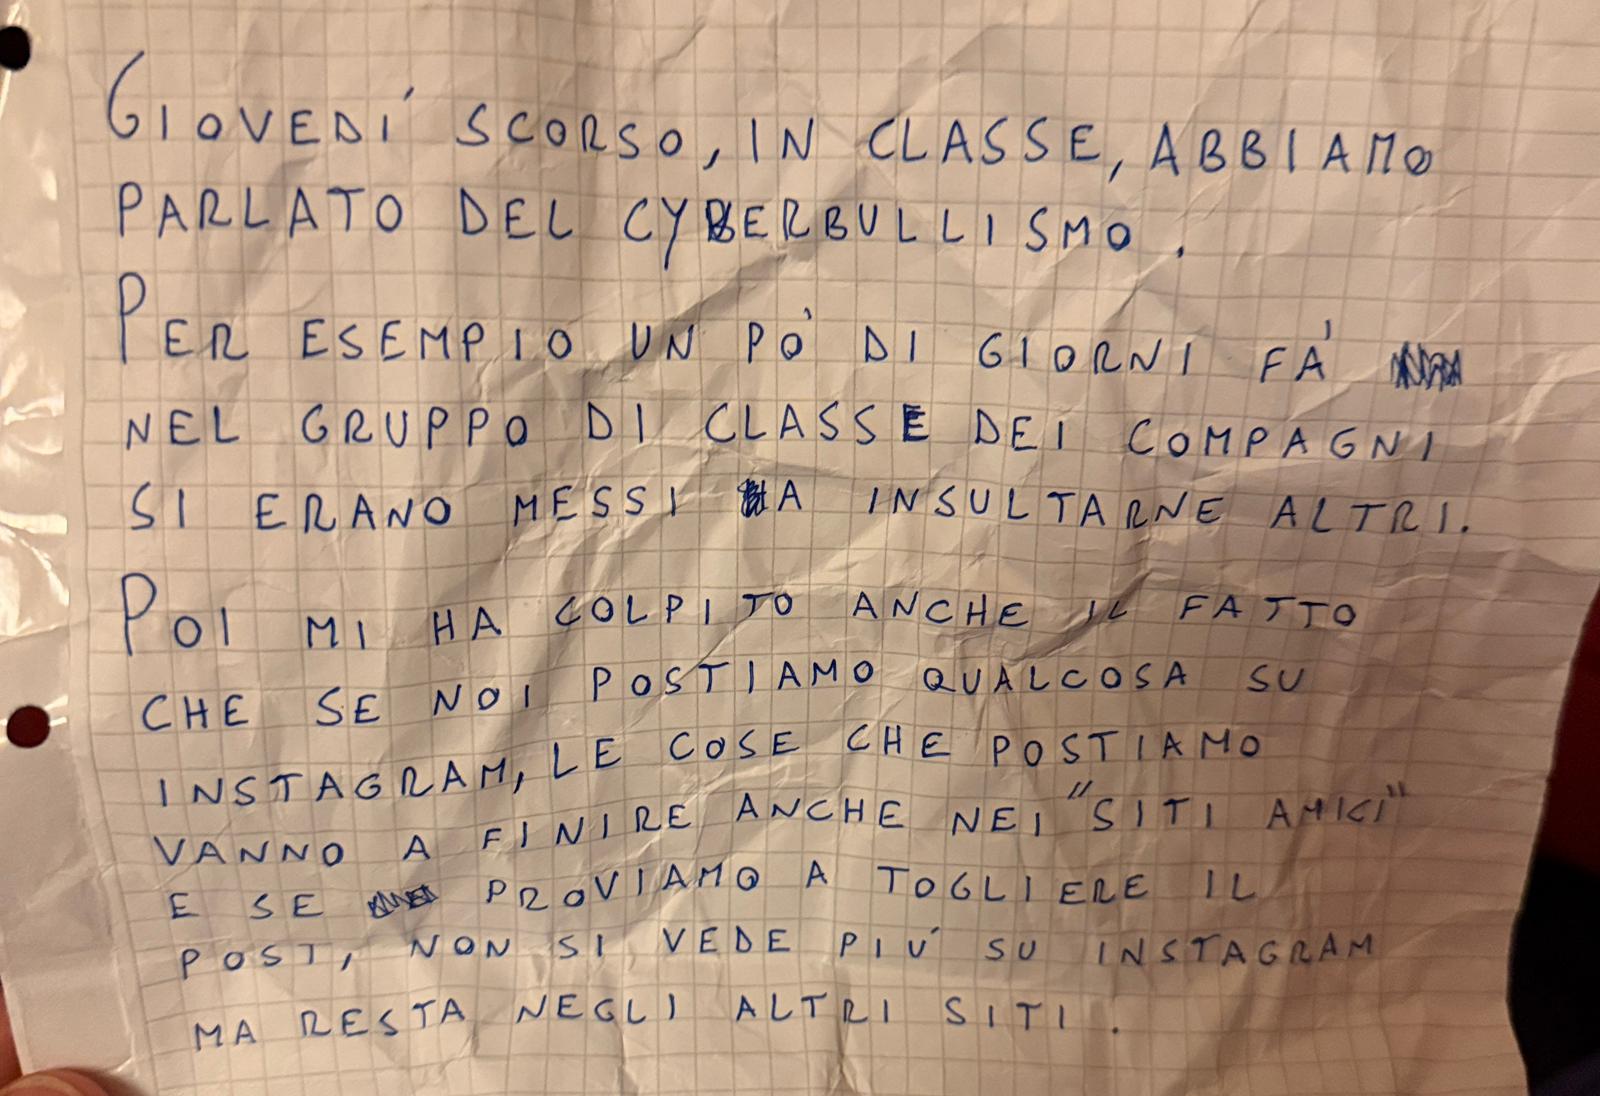 GIOVEDÍ SCORSO, IN CLASSE, ABBIAMO
PARLATO DEL CYBERBULLISMO.
PER ESEMPIO UN PÒ DI GIORNI FÁ
NEL GRUPPO DI CLASSE DEI COMPAGNI
SI ERANO MESSI A INSULTARNE ALTRI.
POI MI HA COLPITO ANCHE IL FATTO
CHE SE NOI POSTIAMO QUALCOSA SU
INSTAGRAM, LE COSE CHE POSTIAMO
VANNO A FINIRE ANCHE NEI "SITI AMICI"
E SE PROVIAMO A TOGLIERE IL
POST, NON SI VEDE PIÚ SU INSTAGRAM
MA RESTA NEGLI ALTRI SITI.